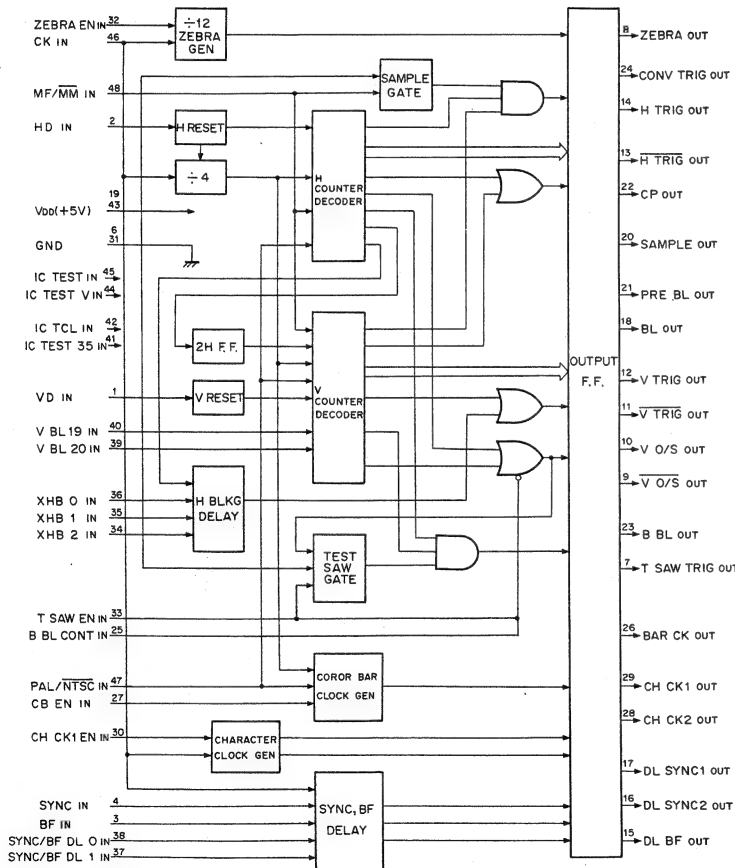 32 ZEBRA EN IN
46 CK IN
÷12 ZEBRA GEN
8 ZEBRA OUT
24 CONV TRIG OUT
48 MF/M̅M̅ IN
SAMPLE GATE
14 H TRIG OUT
2 HD IN
H RESET
÷4
H COUNTER DECODER
13 H̅ ̅T̅R̅I̅G̅ OUT
22 CP OUT
19
43 VDD(+5V)
6
31 GND
20 SAMPLE OUT
45 IC TEST IN
44 IC TEST V IN
21 PRE BL OUT
42 IC TCL IN
41 IC TEST 35 IN
2H F.F.
18 BL OUT
OUTPUT F.F.
12 V TRIG OUT
1 VD IN
V RESET
V COUNTER DECODER
11 V̅ ̅T̅R̅I̅G̅ OUT
40 V BL 19 IN
39 V BL 20 IN
10 V O/S OUT
9 V̅ ̅O̅/̅S̅ OUT
36 XHB 0 IN
35 XHB 1 IN
34 XHB 2 IN
H BLKG DELAY
23 B BL OUT
TEST SAW GATE
7 T SAW TRIG OUT
33 T SAW EN IN
25 B BL CONT IN
26 BAR CK OUT
47 PAL/N̅T̅S̅C̅ IN
27 CB EN IN
COROR BAR CLOCK GEN
29 CH CK1 OUT
28 CH CK2 OUT
30 CH CK1 EN IN
CHARACTER CLOCK GEN
17 DL SYNC1 OUT
4 SYNC IN
3 BF IN
38 SYNC/BF DL 0 IN
37 SYNC/BF DL 1 IN
SYNC, BF DELAY
16 DL SYNC2 OUT
15 DL BF OUT